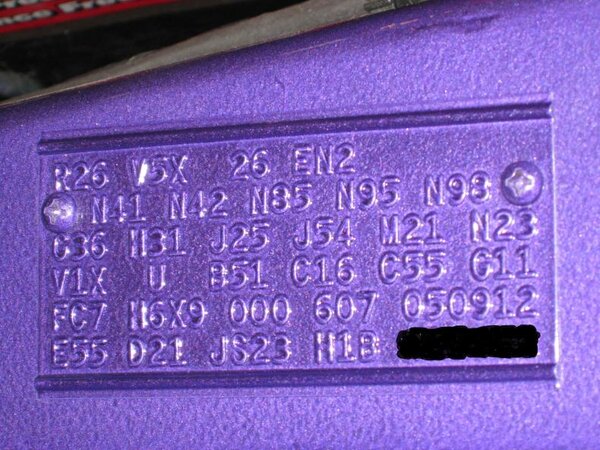 R26 V5X 26 EN2
N41 N42 N85 N95 N98
G36 H31 J25 J54 M21 N23
V1X U B51 C16 C55 G11
FC7 H6X9 000 607 050912
E55 D21 JS23 H1B